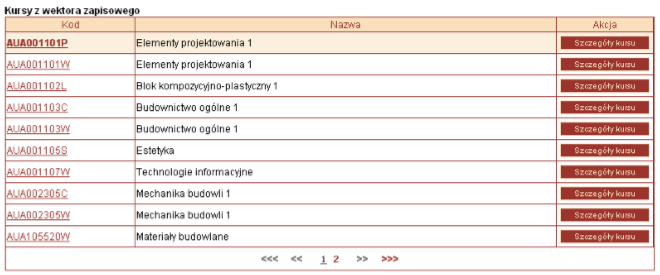 Kursy z wektora zapisowego
Kod Nazwa Akcja
AUA001101P Elementy projektowania 1 Szczegóły kursu
AUA001101W Elementy projektowania 1 Szczegóły kursu
AUA001102L Blok kompozycyjno-plastyczny 1 Szczegóły kursu
AUA001103C Budownictwo ogólne 1 Szczegóły kursu
AUA001103W Budownictwo ogólne 1 Szczegóły kursu
AUA001105S Estetyka Szczegóły kursu
AUA001107W Technologie informacyjne Szczegóły kursu
AUA002305C Mechanika budowli 1 Szczegóły kursu
AUA002305W Mechanika budowli 1 Szczegóły kursu
AUA105520W Materiały budowlane Szczegóły kursu
<<< << 1 2 >> >>>